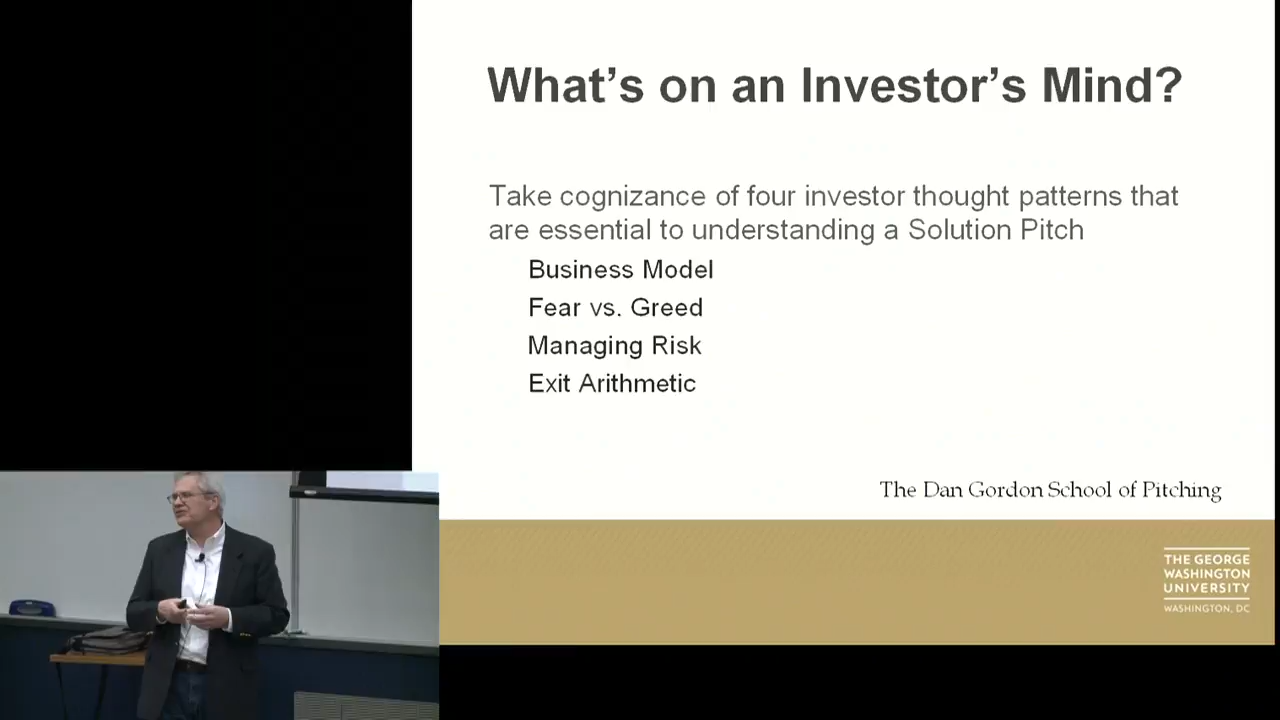 What's on an Investor's Mind?
Take cognizance of four investor thought patterns that
are essential to understanding a Solution Pitch
Business Model
Fear vs. Greed
Managing Risk
Exit Arithmetic
The Dan Gordon School of Pitching
THE GEORGE
WASHINGTON
UNIVERSITY
WASHINGTON, DC